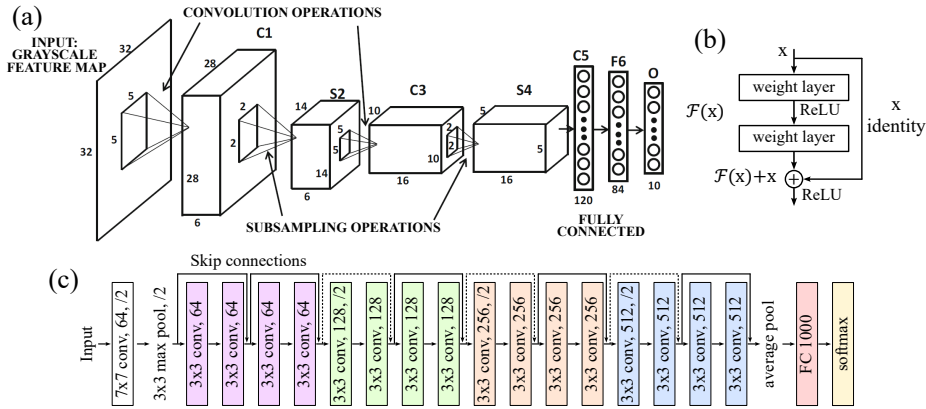 (a)
CONVOLUTION OPERATIONS
INPUT:
GRAYSCALE
FEATURE MAP
32
32
5
5
C1
28
28
6
2
2
S2
14
14
6
5
5
C3
10
10
16
2
2
S4
5
5
16
C5
120
F6
84
O
10
SUBSAMPLING OPERATIONS
FULLY
CONNECTED
(b)
x
weight layer
ReLU
ℱ(x)
weight layer
x
identity
ℱ(x)+x
ReLU
(c)
Skip connections
Input
7x7 conv, 64, /2
3x3 max pool, /2
3x3 conv, 64
3x3 conv, 64
3x3 conv, 64
3x3 conv, 64
3x3 conv, 128, /2
3x3 conv, 128
3x3 conv, 128
3x3 conv, 128
3x3 conv, 256, /2
3x3 conv, 256
3x3 conv, 256
3x3 conv, 256
3x3 conv, 512, /2
3x3 conv, 512
3x3 conv, 512
3x3 conv, 512
average pool
FC 1000
softmax